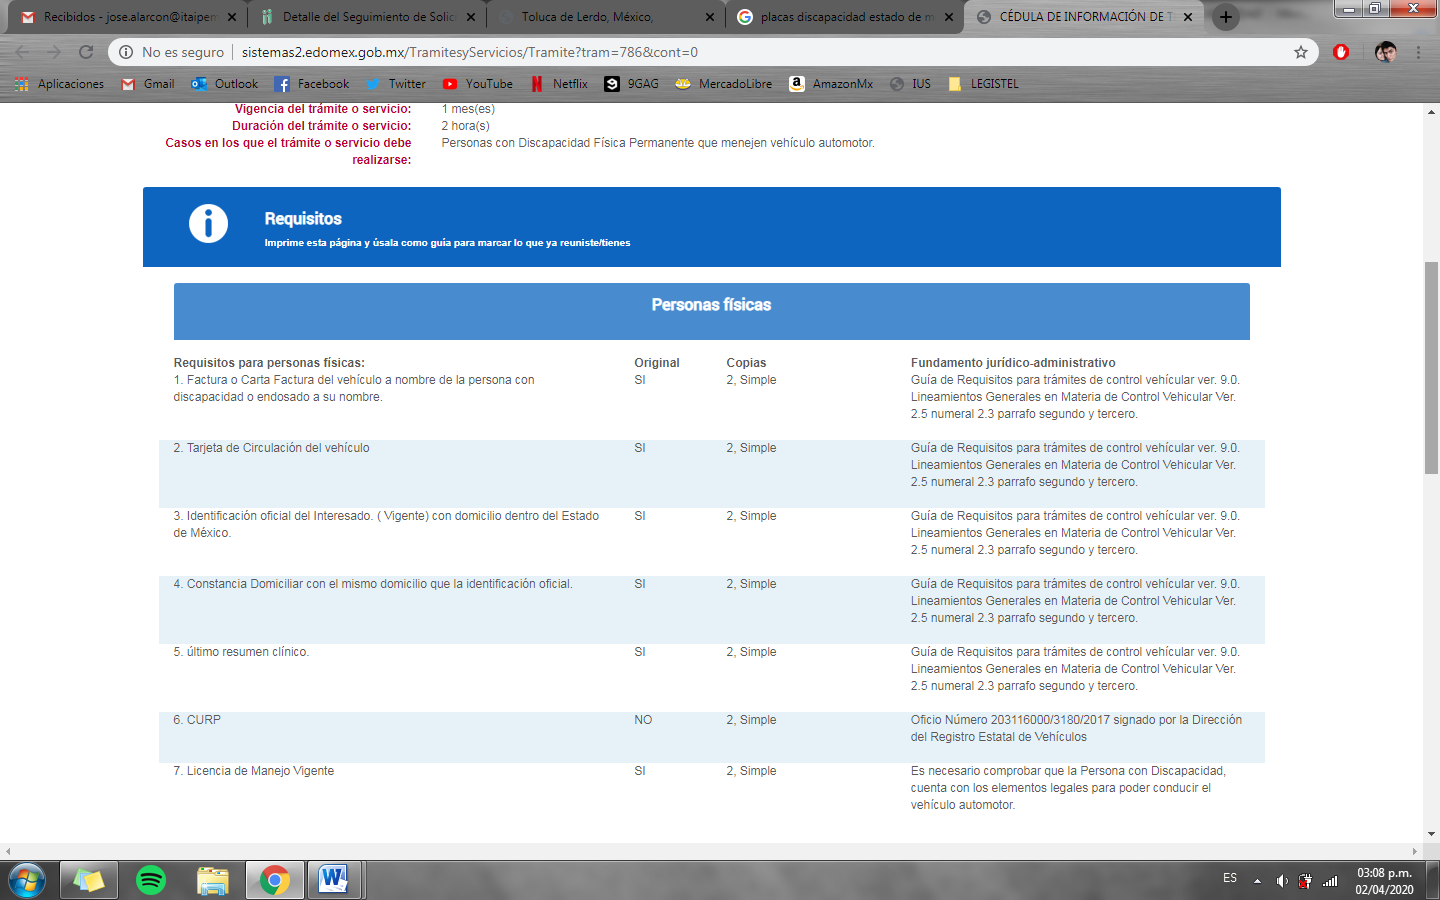 Recibidos - jose.alarcon@itaipem
Detalle del Seguimiento de Solici
Toluca de Lerdo, México,
placas discapacidad estado de m
CÉDULA DE INFORMACIÓN DE T
No es seguro
sistemas2.edomex.gob.mx/TramitesyServicios/Tramite?tram=786&cont=0
Aplicaciones
Gmail
Outlook
Facebook
Twitter
YouTube
Netflix
9GAG
MercadoLibre
AmazonMx
IUS
LEGISTEL
Vigencia del trámite o servicio: 1 mes(es)
Duración del trámite o servicio: 2 hora(s)
Casos en los que el trámite o servicio debe Personas con Discapacidad Física Permanente que menejen vehículo automotor.
realizarse:
Requisitos
Imprime esta página y úsala como guía para marcar lo que ya reuniste/tienes
Personas físicas
Requisitos para personas físicas: Original Copias Fundamento jurídico-administrativo
1. Factura o Carta Factura del vehículo a nombre de la persona con SI 2, Simple Guía de Requisitos para trámites de control vehícular ver. 9.0.
discapacidad o endosado a su nombre. Lineamientos Generales en Materia de Control Vehicular Ver.
2.5 numeral 2.3 parrafo segundo y tercero.
2. Tarjeta de Circulación del vehículo SI 2, Simple Guía de Requisitos para trámites de control vehícular ver. 9.0.
Lineamientos Generales en Materia de Control Vehicular Ver.
2.5 numeral 2.3 parrafo segundo y tercero.
3. Identificación oficial del Interesado. ( Vigente) con domicilio dentro del Estado SI 2, Simple Guía de Requisitos para trámites de control vehícular ver. 9.0.
de México. Lineamientos Generales en Materia de Control Vehicular Ver.
2.5 numeral 2.3 parrafo segundo y tercero.
4. Constancia Domiciliar con el mismo domicilio que la identificación oficial. SI 2, Simple Guía de Requisitos para trámites de control vehícular ver. 9.0.
Lineamientos Generales en Materia de Control Vehicular Ver.
2.5 numeral 2.3 parrafo segundo y tercero.
5. último resumen clínico. SI 2, Simple Guía de Requisitos para trámites de control vehícular ver. 9.0.
Lineamientos Generales en Materia de Control Vehicular Ver.
2.5 numeral 2.3 parrafo segundo y tercero.
6. CURP NO 2, Simple Oficio Número 203116000/3180/2017 signado por la Dirección
del Registro Estatal de Vehículos
7. Licencia de Manejo Vigente SI 2, Simple Es necesario comprobar que la Persona con Discapacidad,
cuenta con los elementos legales para poder conducir el
vehículo automotor.
ES
03:08 p.m.
02/04/2020